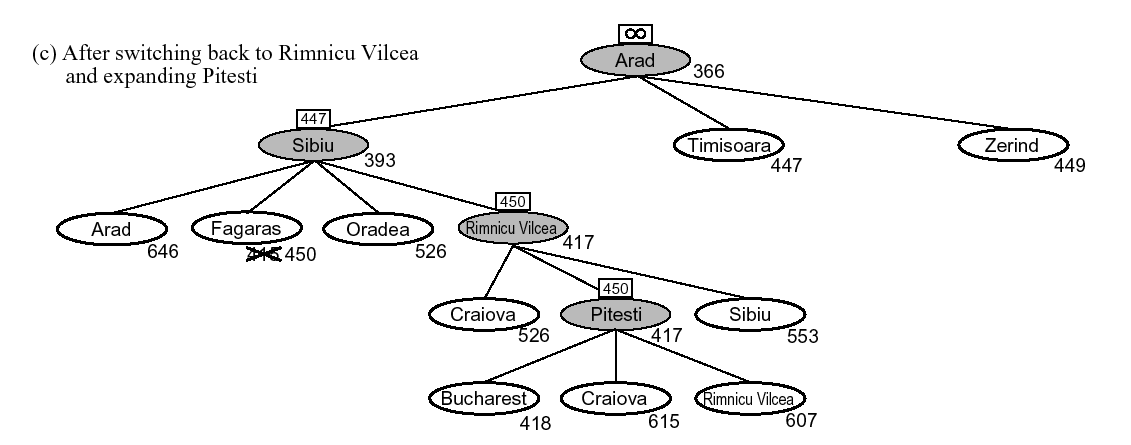 (c) After switching back to Rimnicu Vilcea
and expanding Pitesti
∞
Arad
366
447
Sibiu
393
Timisoara
447
Zerind
449
Arad
646
Fagaras
415 450
Oradea
526
450
Rimnicu Vilcea
417
Craiova
526
450
Pitesti
417
Sibiu
553
Bucharest
418
Craiova
615
Rimnicu Vilcea
607